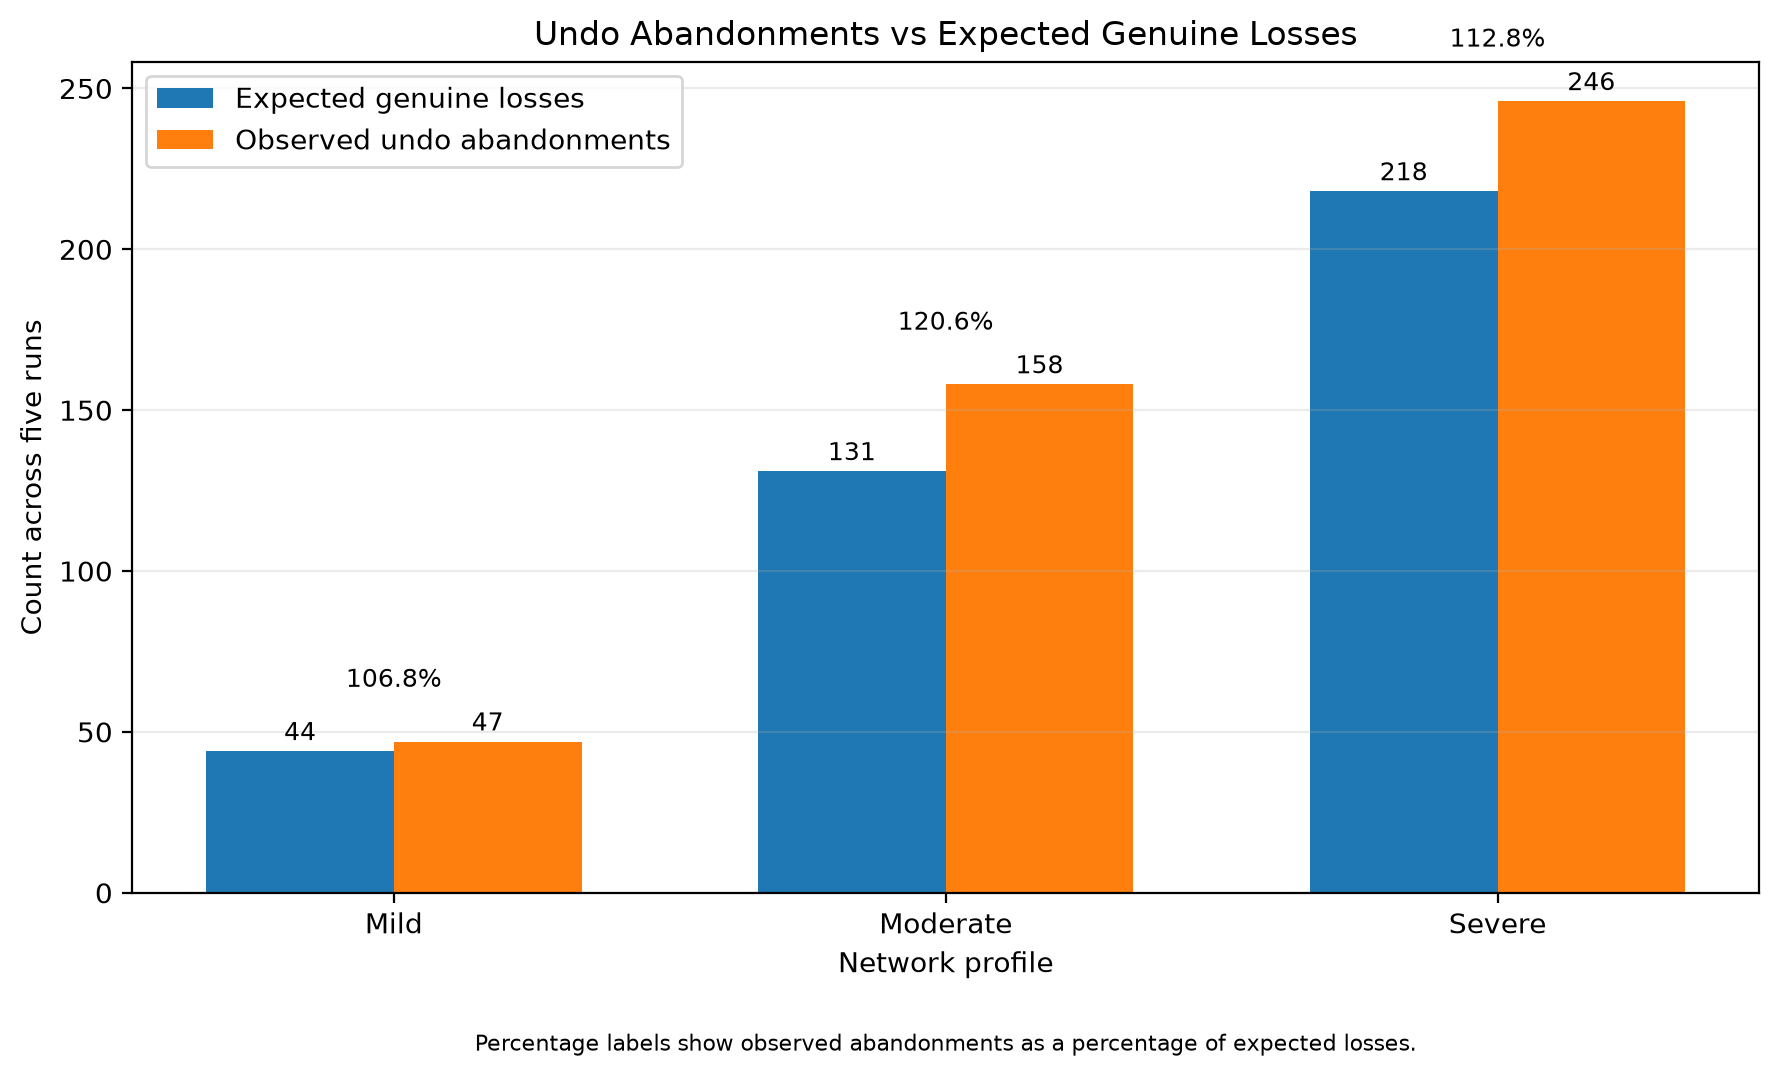 Undo Abandonments vs Expected Genuine Losses
112.8%
250
Expected genuine losses
Observed undo abandonments
246
218
200
120.6%
158
150
131
Count across five runs
100
106.8%
44
47
50
0
Mild
Moderate
Severe
Network profile
Percentage labels show observed abandonments as a percentage of expected losses.